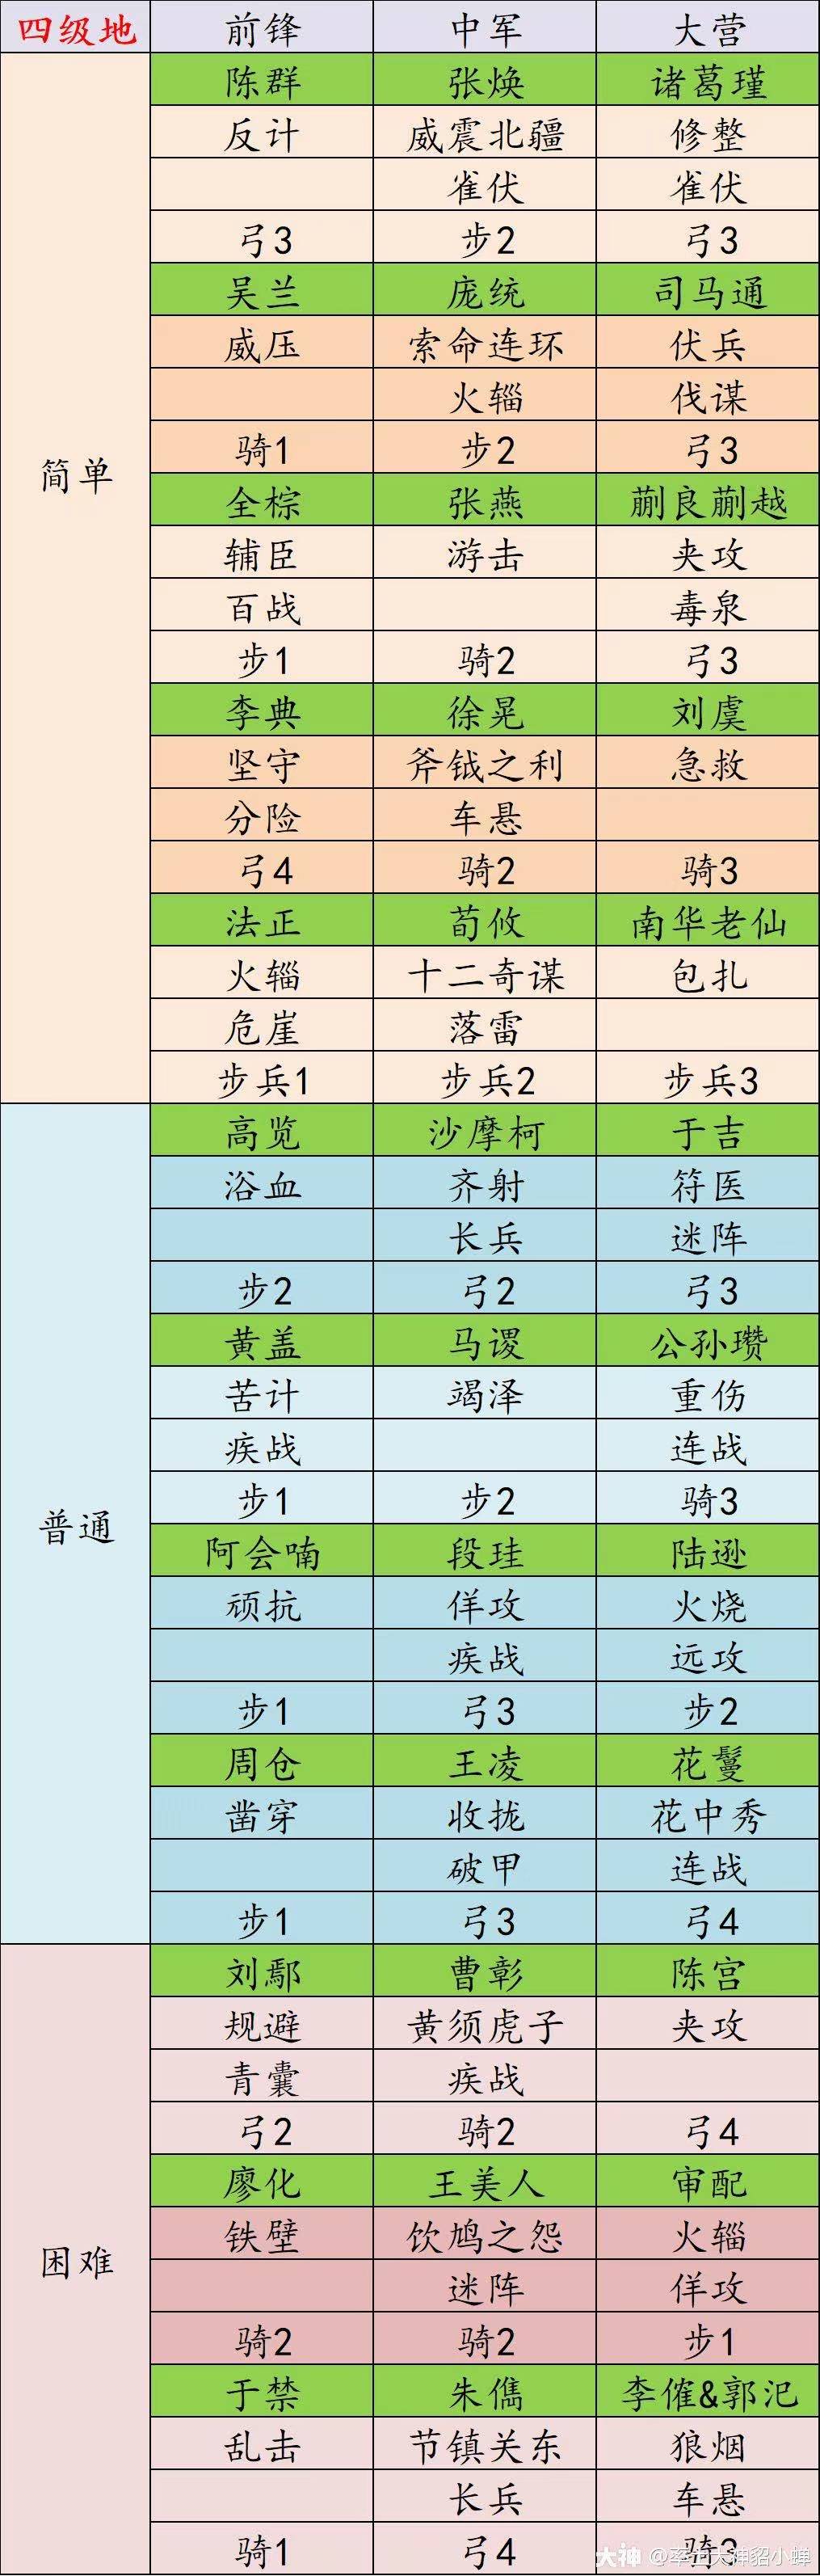 四级地 前锋 中军 大营
陈群 张焕 诸葛瑾
反计 威震北疆 修整
雀伏 雀伏
弓3 步2 弓3
吴兰 庞统 司马通
威压 索命连环 伏兵
火辎 伐谋
骑1 步2 弓3
简单
全棕 张燕 蒯良蒯越
辅臣 游击 夹攻
百战 毒泉
步1 骑2 弓3
李典 徐晃 刘虞
坚守 斧钺之利 急救
分险 车悬
弓4 骑2 骑3
法正 荀攸 南华老仙
火辎 十二奇谋 包扎
危崖 落雷
步兵1 步兵2 步兵3
高览 沙摩柯 于吉
浴血 齐射 符医
长兵 迷阵
步2 弓2 弓3
黄盖 马谡 公孙瓒
苦计 竭泽 重伤
疾战 连战
步1 步2 骑3
普通
阿会喃 段珪 陆逊
顽抗 佯攻 火烧
疾战 远攻
步1 弓3 步2
周仓 王凌 花鬘
凿穿 收拢 花中秀
破甲 连战
步1 弓3 弓4
刘鄢 曹彰 陈宫
规避 黄须虎子 夹攻
青囊 疾战
弓2 骑2 弓4
廖化 王美人 审配
铁壁 饮鸠之怨 火辎
困难
迷阵 佯攻
骑2 骑2 步1
于禁 朱儁 李傕&郭汜
乱击 节镇关东 狼烟
长兵 车悬
骑1 弓4
大神 @率土大神貂小蝉